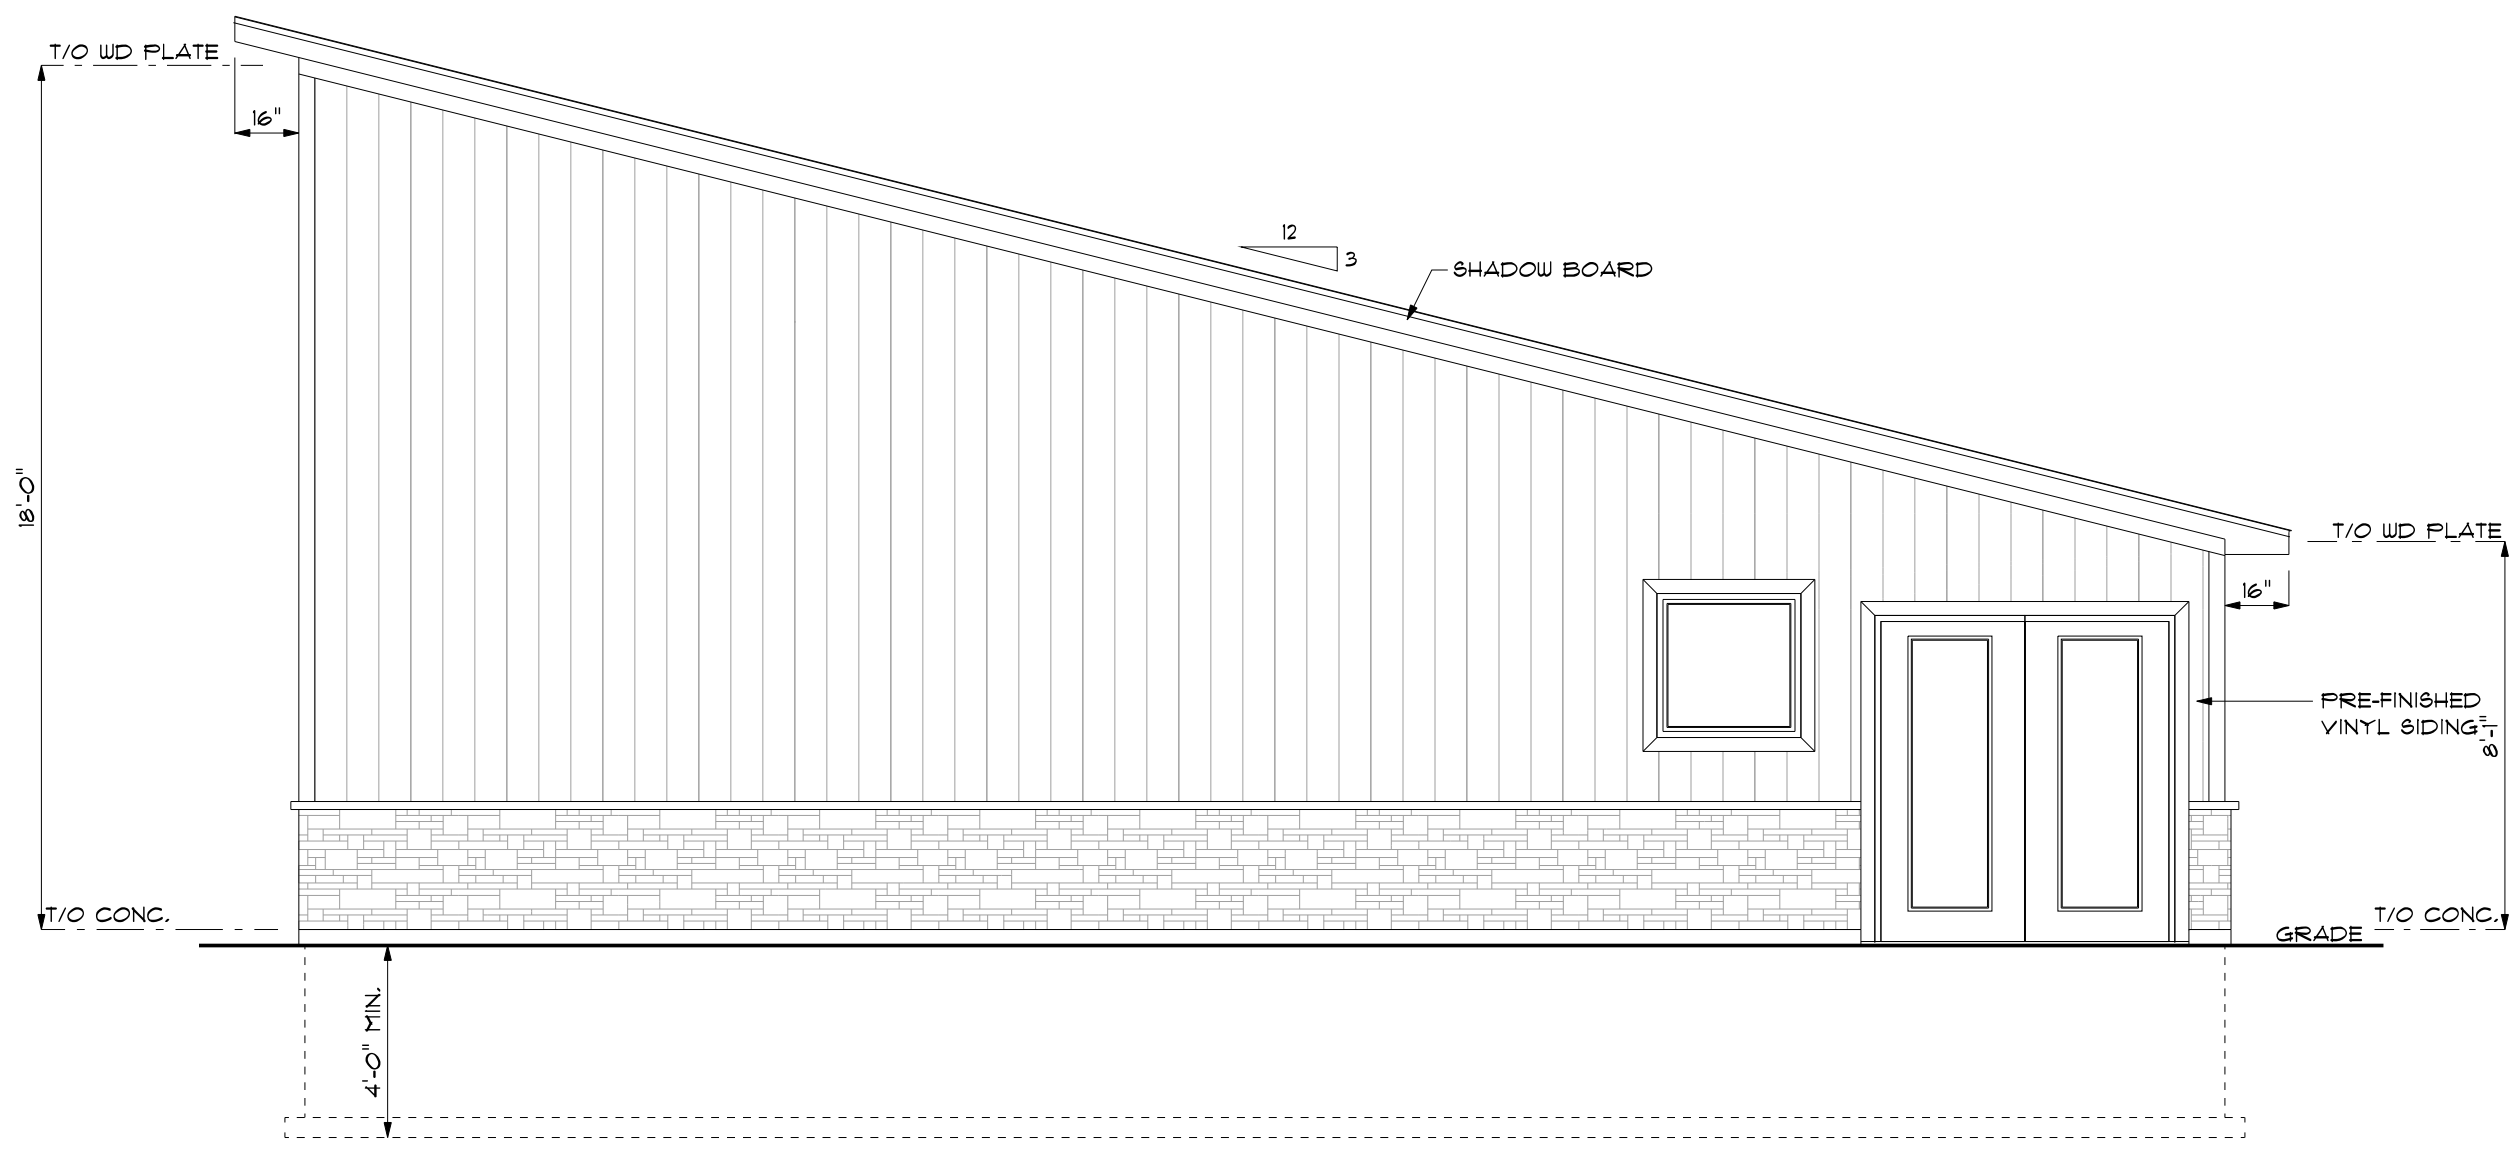 T/O WD PLATE
16"
12
3
SHADOW BOARD
18'-0"
T/O WD PLATE
16"
PRE-FINISHED
VINYL SIDING
8'-1"
T/O CONC.
T/O CONC.
GRADE
4'-0" MIN.